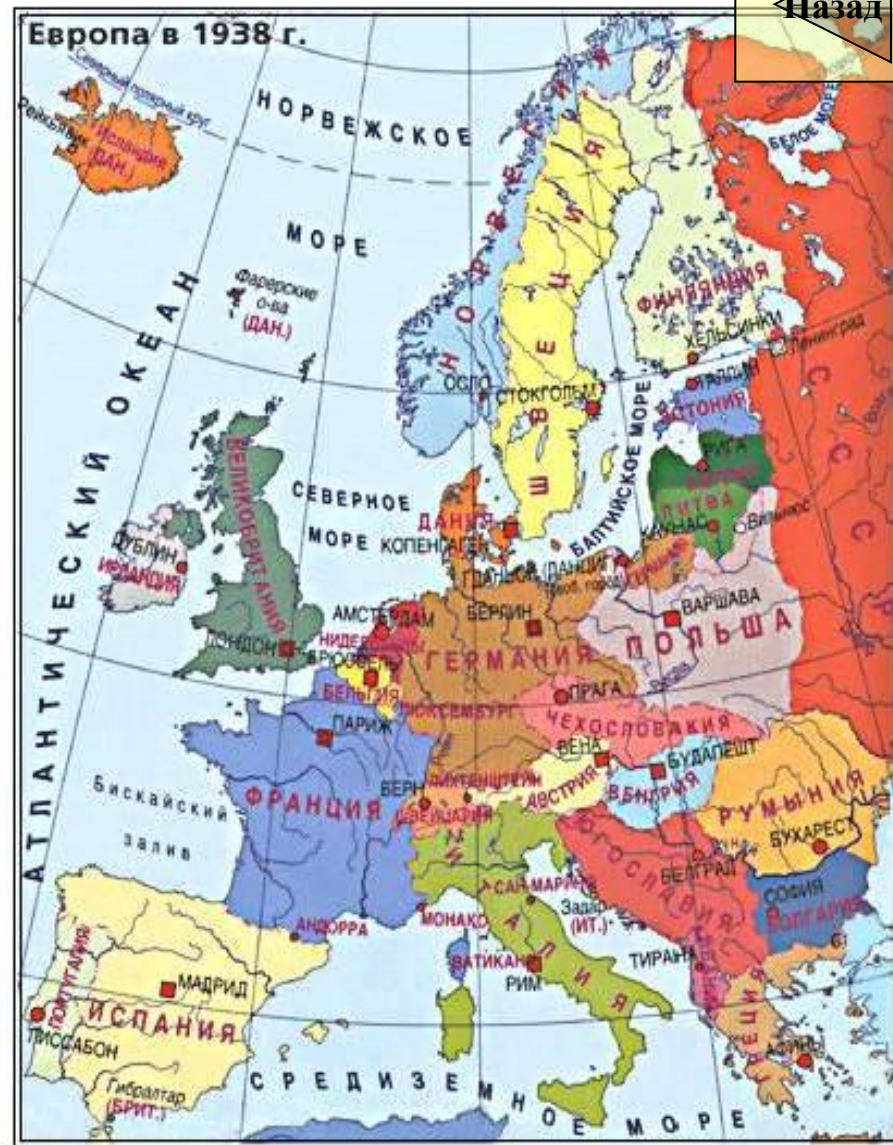 Назад
Европа в 1938 г.
Северный полярный круг
НОРВЕЖСКОЕ
МОРЕ
БЕЛОЕ МОРЕ
Исландия
(ДАН.)
Фарерские
о-ва
(ДАН.)
НОРВЕГИЯ
ШВЕЦИЯ
ФИНЛЯНДИЯ
ХЕЛЬСИНКИ
Ленинград
ОСЛО
СТОКГОЛЬМ
ТАЛЛИН
ЭСТОНИЯ
СССР
АТЛАНТИЧЕСКИЙ ОКЕАН
ВЕЛИКОБРИТАНИЯ
СЕВЕРНОЕ
МОРЕ
БАЛТИЙСКОЕ МОРЕ
РИГА
ЛИТВА
КАУНАС
Вильнюс
ДАНИЯ
КОПЕНГАГЕН
ДУБЛИН
ИРЛАНДИЯ
ГДАНЬСК (ДАНЦИГ)
ЛОНДОН
АМСТЕРДАМ
БЕРЛИН
ВАРШАВА
ПОЛЬША
БРЮССЕЛЬ
ГЕРМАНИЯ
БЕЛЬГИЯ
ЛЮКСЕМБУРГ
ПРАГА
ЧЕХОСЛОВАКИЯ
ПАРИЖ
ВЕНА
БУДАПЕШТ
БЕРН
ЛИХТЕНШТЕЙН
АВСТРИЯ
ВЕНГРИЯ
РУМЫНИЯ
Бискайский
залив
ФРАНЦИЯ
ШВЕЙЦАРИЯ
БУХАРЕСТ
БЕЛГРАД
ЮГОСЛАВИЯ
САН-МАРИНО
Задар
(ИТ.)
СОФИЯ
БОЛГАРИЯ
АНДОРРА
МОНАКО
ИТАЛИЯ
ВАТИКАН
РИМ
ТИРАНА
АЛБАНИЯ
ГРЕЦИЯ
АФИНЫ
ПОРТУГАЛИЯ
МАДРИД
ИСПАНИЯ
ЛИССАБОН
Гибралтар
(БРИТ.)
СРЕДИЗЕМНОЕ МОРЕ